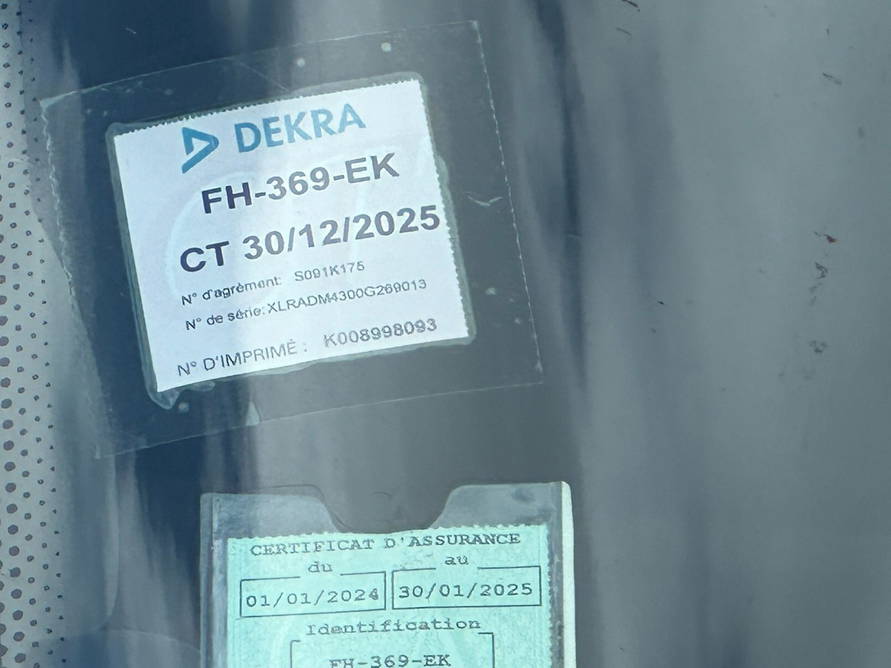 DEKRA
FH-369-EK
CT 30/12/2025
N° d'agrément: S091K175
N° de série: XLRADM4300G269013
N° D'IMPRIMÉ : K008998093
CERTIFICAT D'ASSURANCE
du au
01/01/2024 30/01/2025
Identification
FH-369-EK